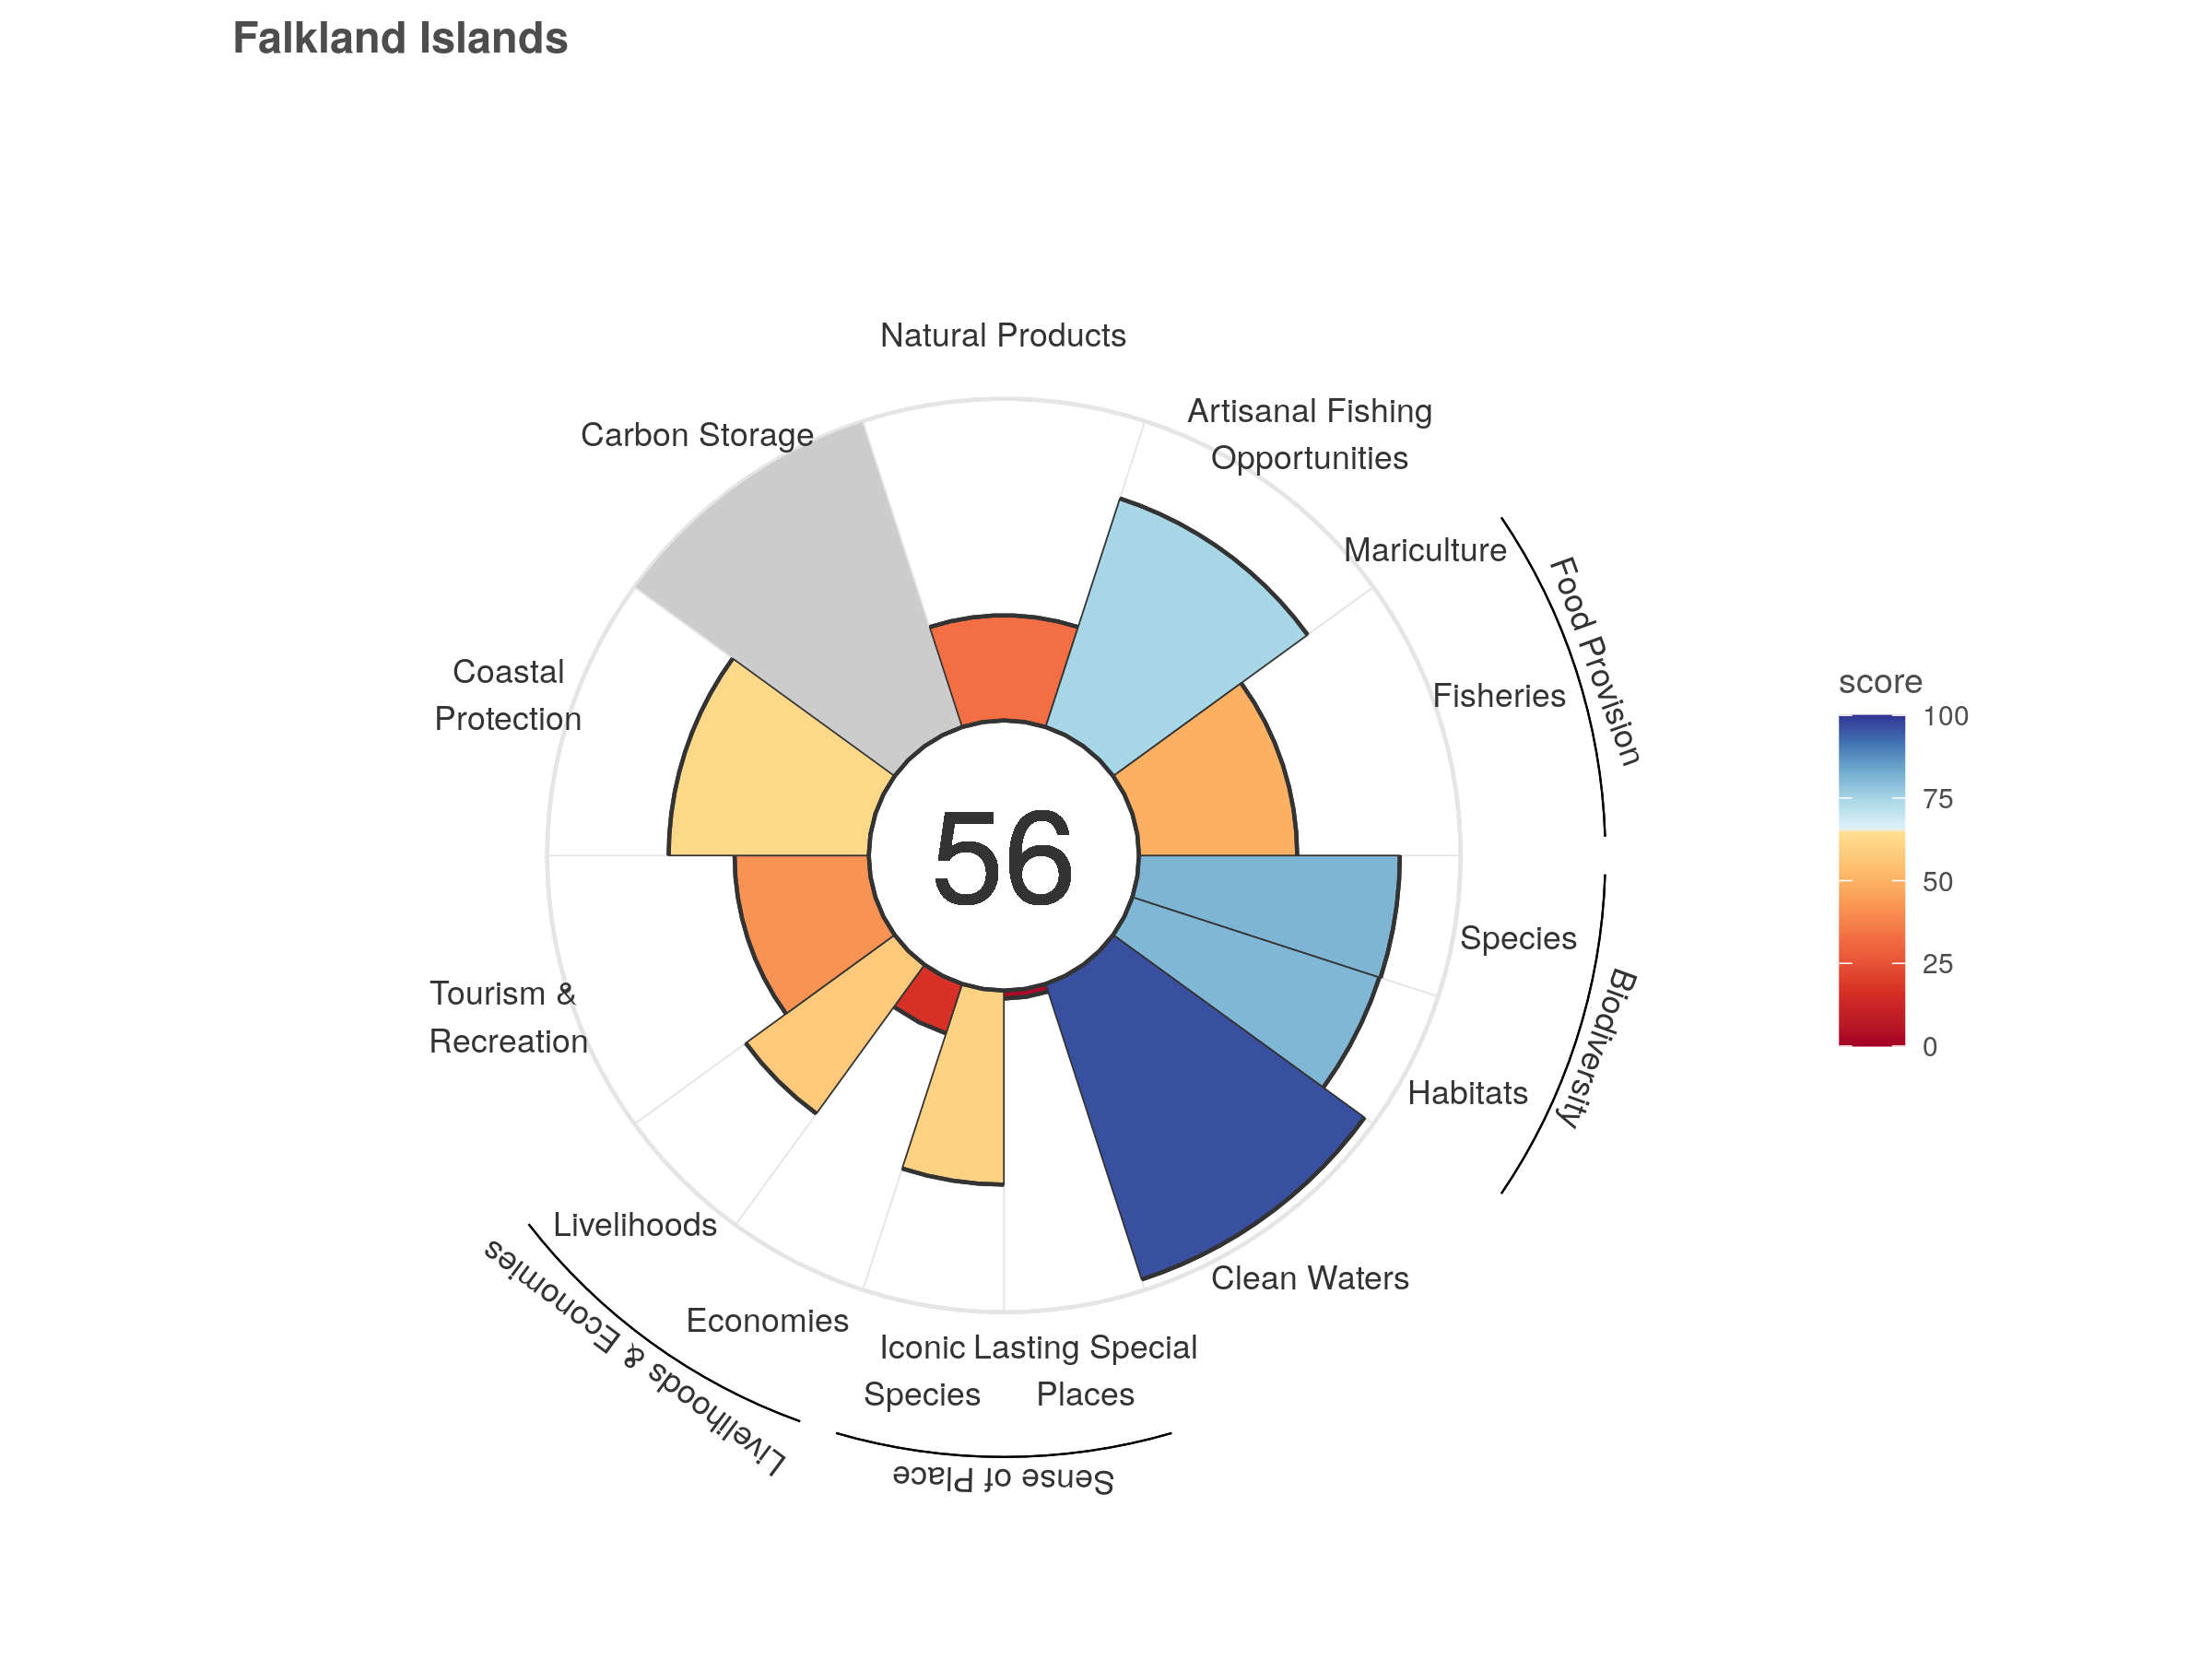 Falkland Islands
Natural Products
Artisanal Fishing
Opportunities
Carbon Storage
Mariculture
Food Provision
Fisheries
Coastal
Protection
score
100
75
50
25
0
56
Species
Biodiversity
Habitats
Tourism &
Recreation
Livelihoods
Livelihoods & Economies
Economies
Clean Waters
Iconic
Species
Lasting Special
Places
Sense of Place